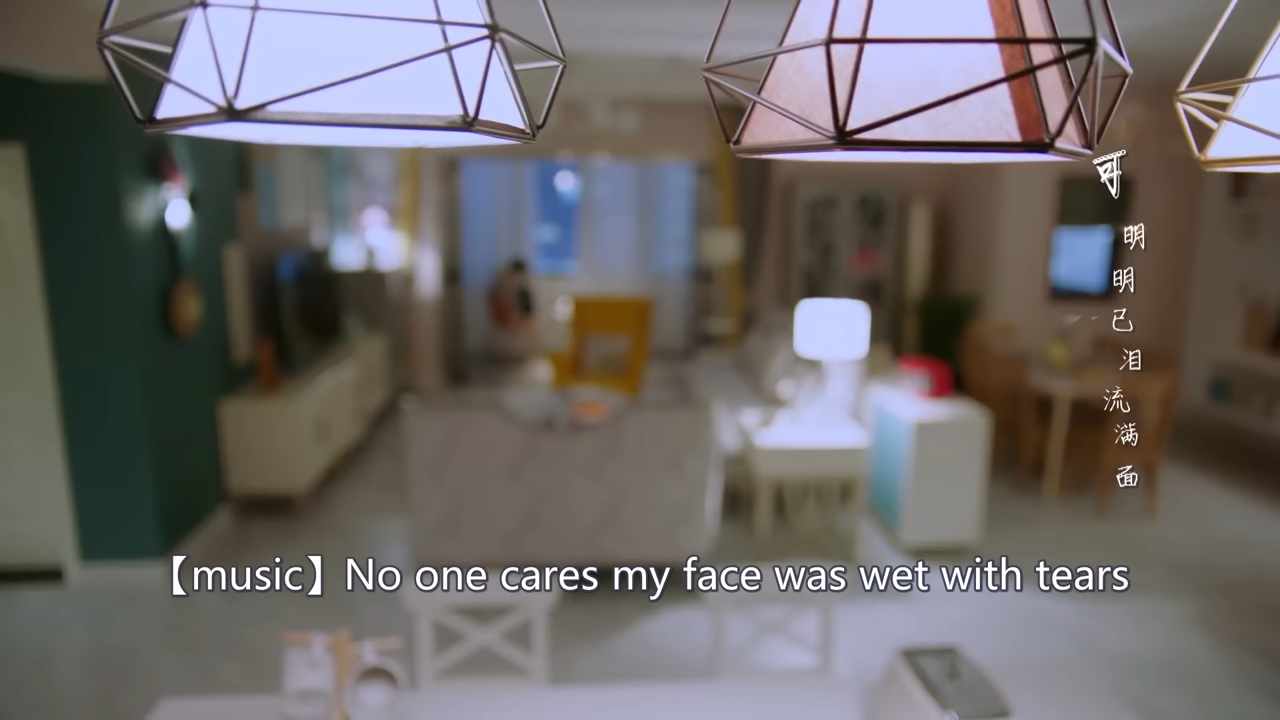 可明明已泪流满面
【music】No one cares my face was wet with tears